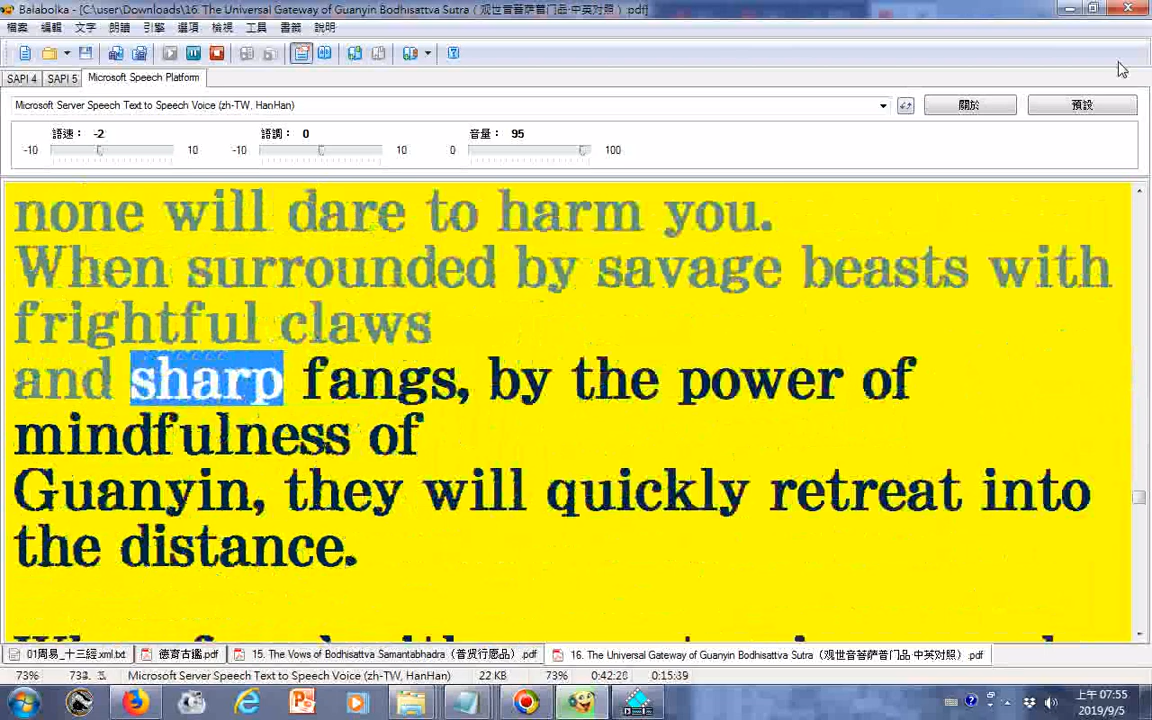 Balabolka - [C:\user\Downloads\16. The Universal Gateway of Guanyin Bodhisattva Sutra（观世音菩萨普门品·中英对照）.pdf]
檔案 編輯 文字 朗讀 引擎 選項 檢視 工具 書籤 說明
SAPI 4 SAPI 5 Microsoft Speech Platform
Microsoft Server Speech Text to Speech Voice (zh-TW, HanHan) 關於 預設
語速： -2 語調： 0 音量： 95
-10 10 -10 10 0 100
none will dare to harm you.
When surrounded by savage beasts with
frightful claws
and sharp fangs, by the power of
mindfulness of
Guanyin, they will quickly retreat into
the distance.
01周易_十三經.xml.txt 德育古鑑.pdf 15. The Vows of Bodhisattva Samantabhadra（普贤行愿品）.pdf 16. The Universal Gateway of Guanyin Bodhisattva Sutra（观世音菩萨普门品·中英对照）.pdf
73% Microsoft Server Speech Text to Speech Voice (zh-TW, HanHan) 22 KB 73% 0:42:28 0:15:39
上午 07:55
2019/9/5